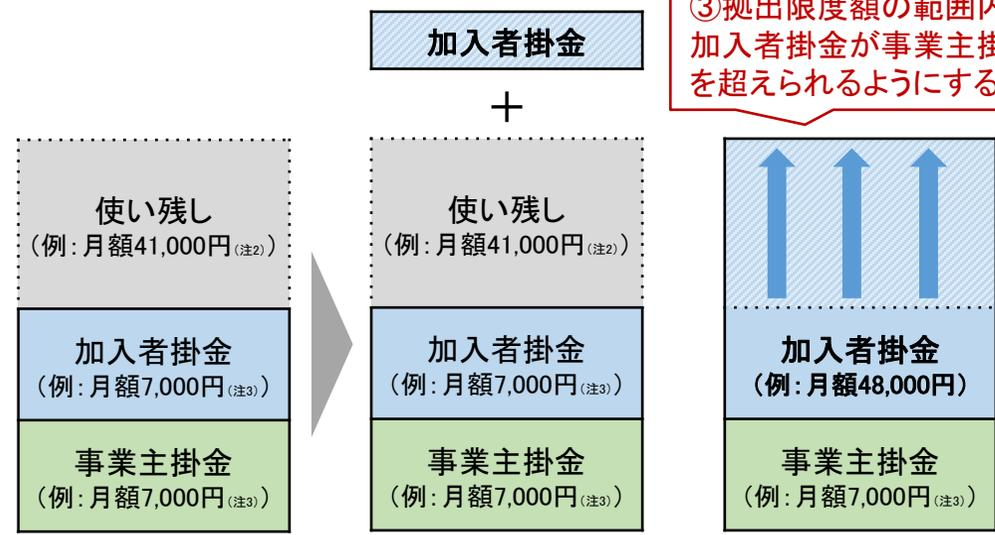 加入者掛金
③拠出限度額の範囲内
加入者掛金が事業主掛
を超えられるようにする
＋
使い残し
（例：月額41,000円（注2））
加入者掛金
（例：月額7,000円（注3））
事業主掛金
（例：月額7,000円（注3））
使い残し
（例：月額41,000円（注2））
加入者掛金
（例：月額7,000円（注3））
事業主掛金
（例：月額7,000円（注3））
加入者掛金
（例：月額48,000円）
事業主掛金
（例：月額7,000円（注3））